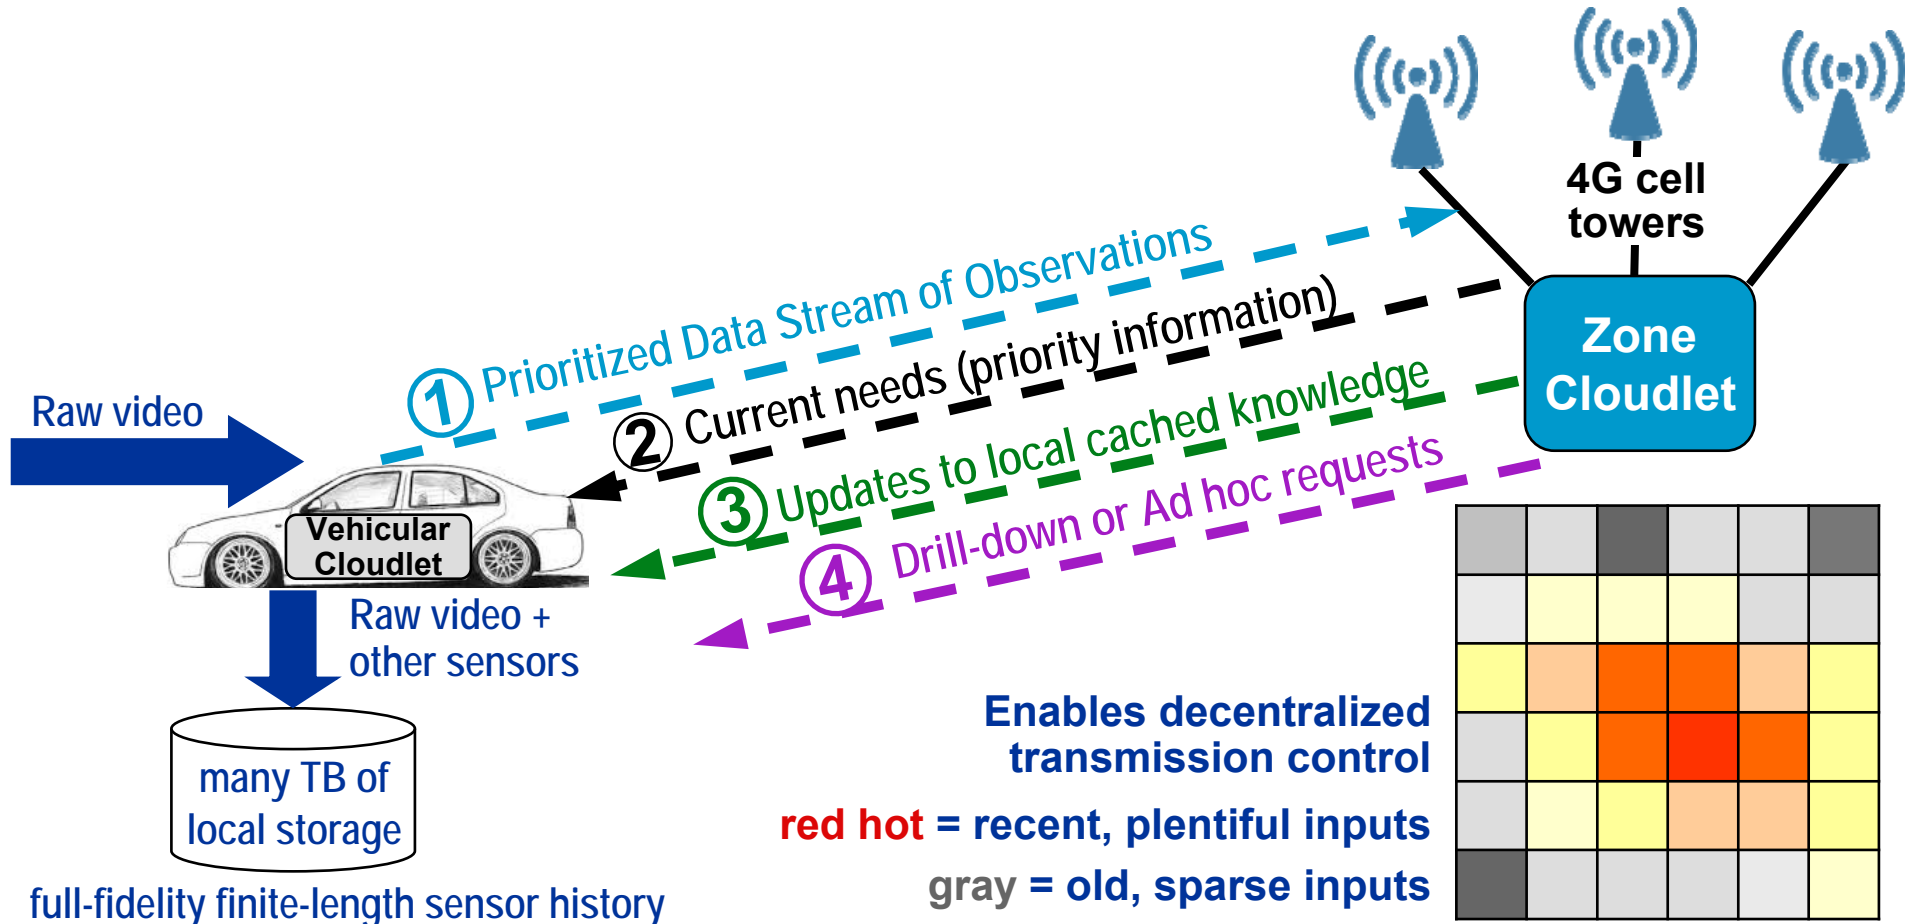 4G cell
towers
Zone
Cloudlet
1 Prioritized Data Stream of Observations
2 Current needs (priority information)
3 Updates to local cached knowledge
4 Drill-down or Ad hoc requests
Raw video
Vehicular
Cloudlet
Raw video +
other sensors
many TB of
local storage
full-fidelity finite-length sensor history
Enables decentralized
transmission control
red hot = recent, plentiful inputs
gray = old, sparse inputs